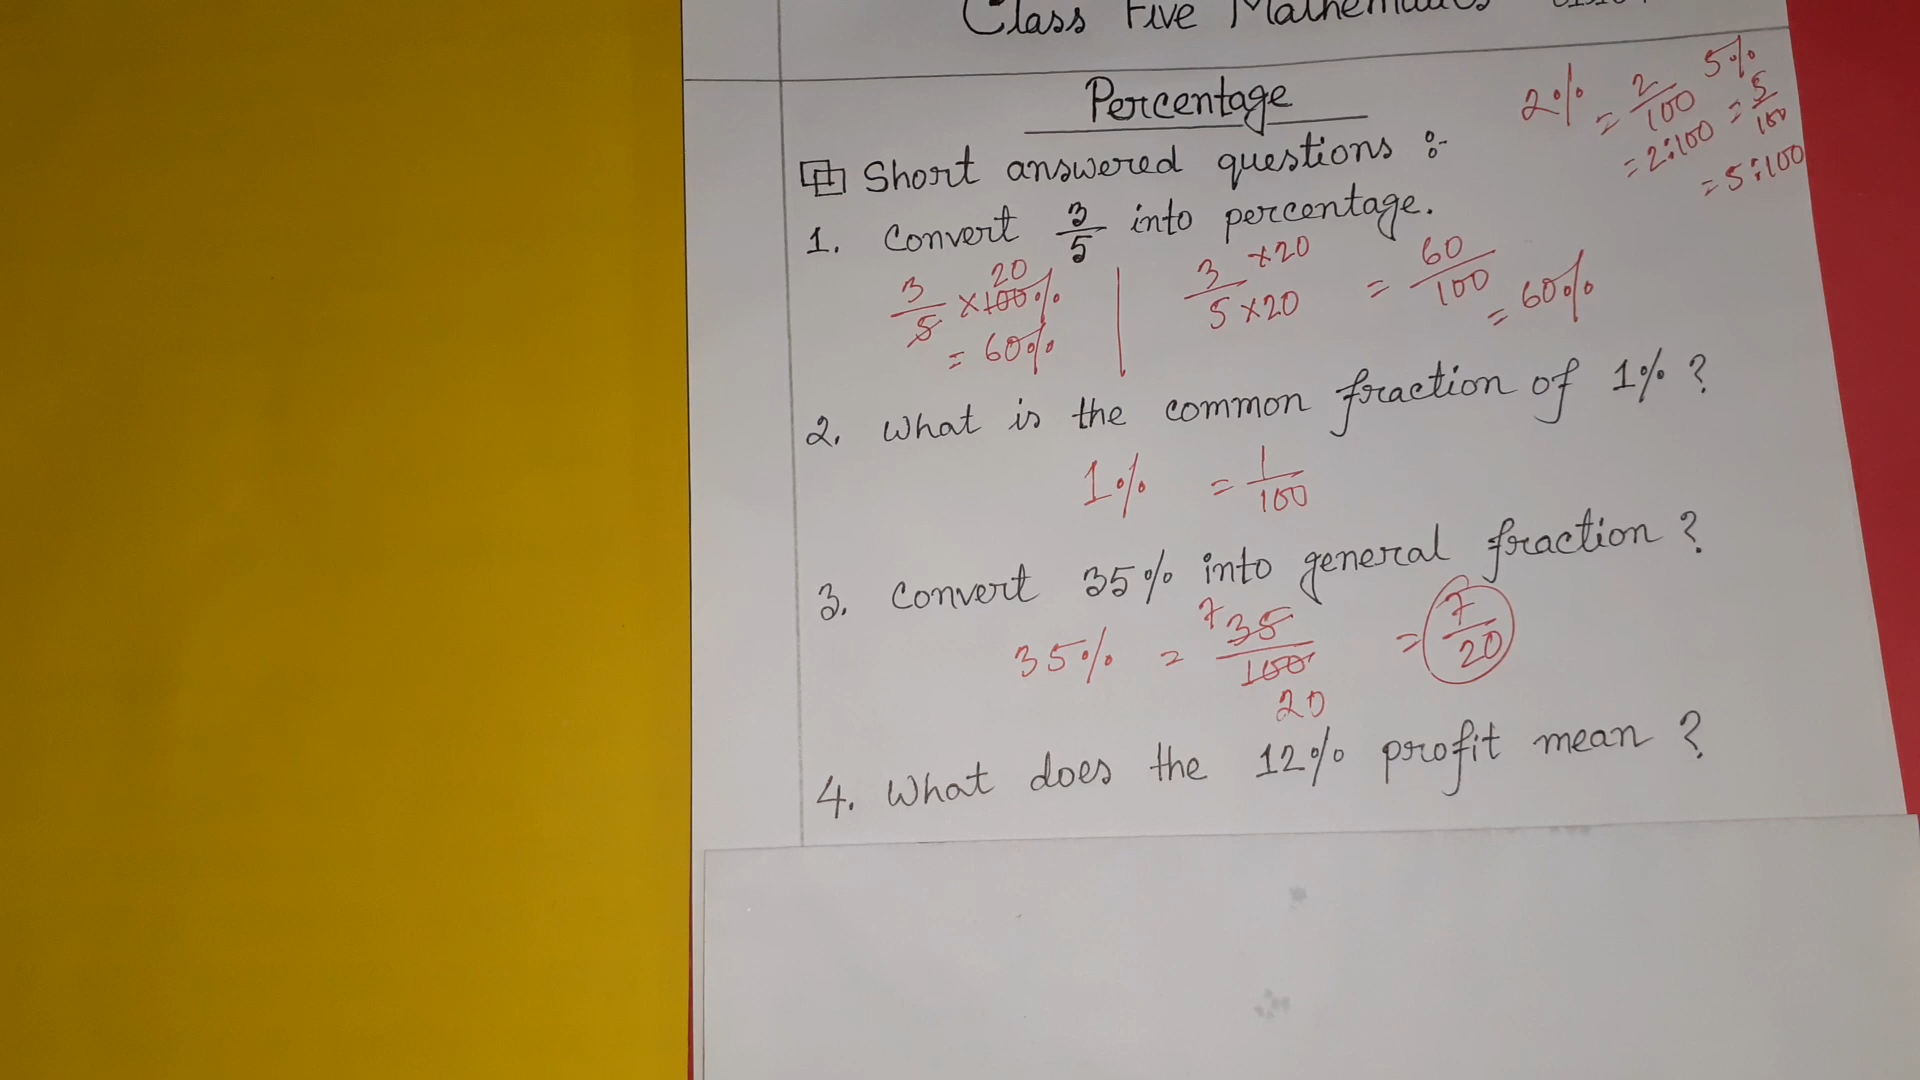 Class Five Mathematics
Percentage
2% = 2/100 = 2:100
5% = 5/100 = 5:100
Short answered questions :-
1. Convert 3/5 into percentage.
3/5 × 100% 20
= 60%
3×20/5×20 = 60/100 = 60%
2. What is the common fraction of 1% ?
1% = 1/100
3. Convert 35% into general fraction ?
35% = 7 35/100 20 = 7/20
4. What does the 12% profit mean ?